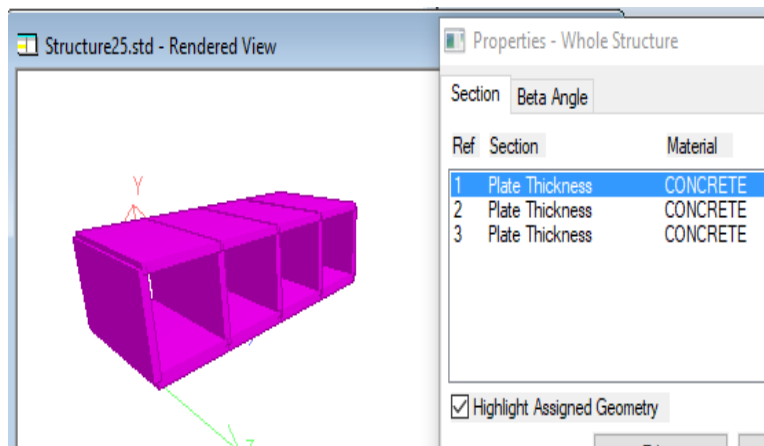 Structure25.std - Rendered View
Properties - Whole Structure
Section Beta Angle
Ref Section Material
1 Plate Thickness CONCRETE
2 Plate Thickness CONCRETE
3 Plate Thickness CONCRETE
Highlight Assigned Geometry
Y